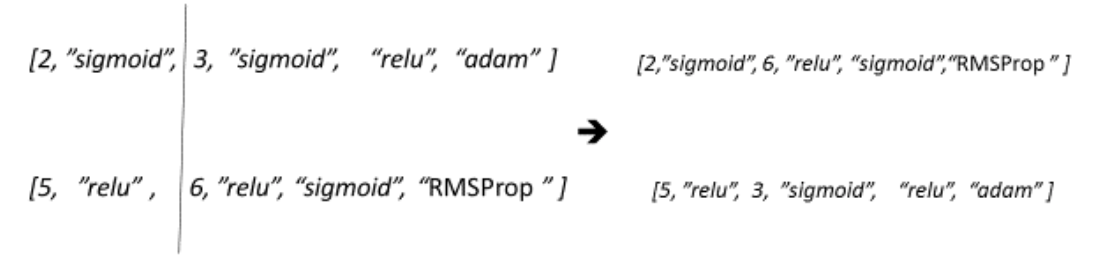 [2, ”sigmoid”, 3, ”sigmoid”, “relu”, “adam” ]
[2,”sigmoid”, 6, ”relu”, “sigmoid”,“RMSProp ” ]
➔
[5, ”relu” , 6, ”relu”, “sigmoid”, “RMSProp ” ]
[5, ”relu”, 3, ”sigmoid”, “relu”, “adam” ]